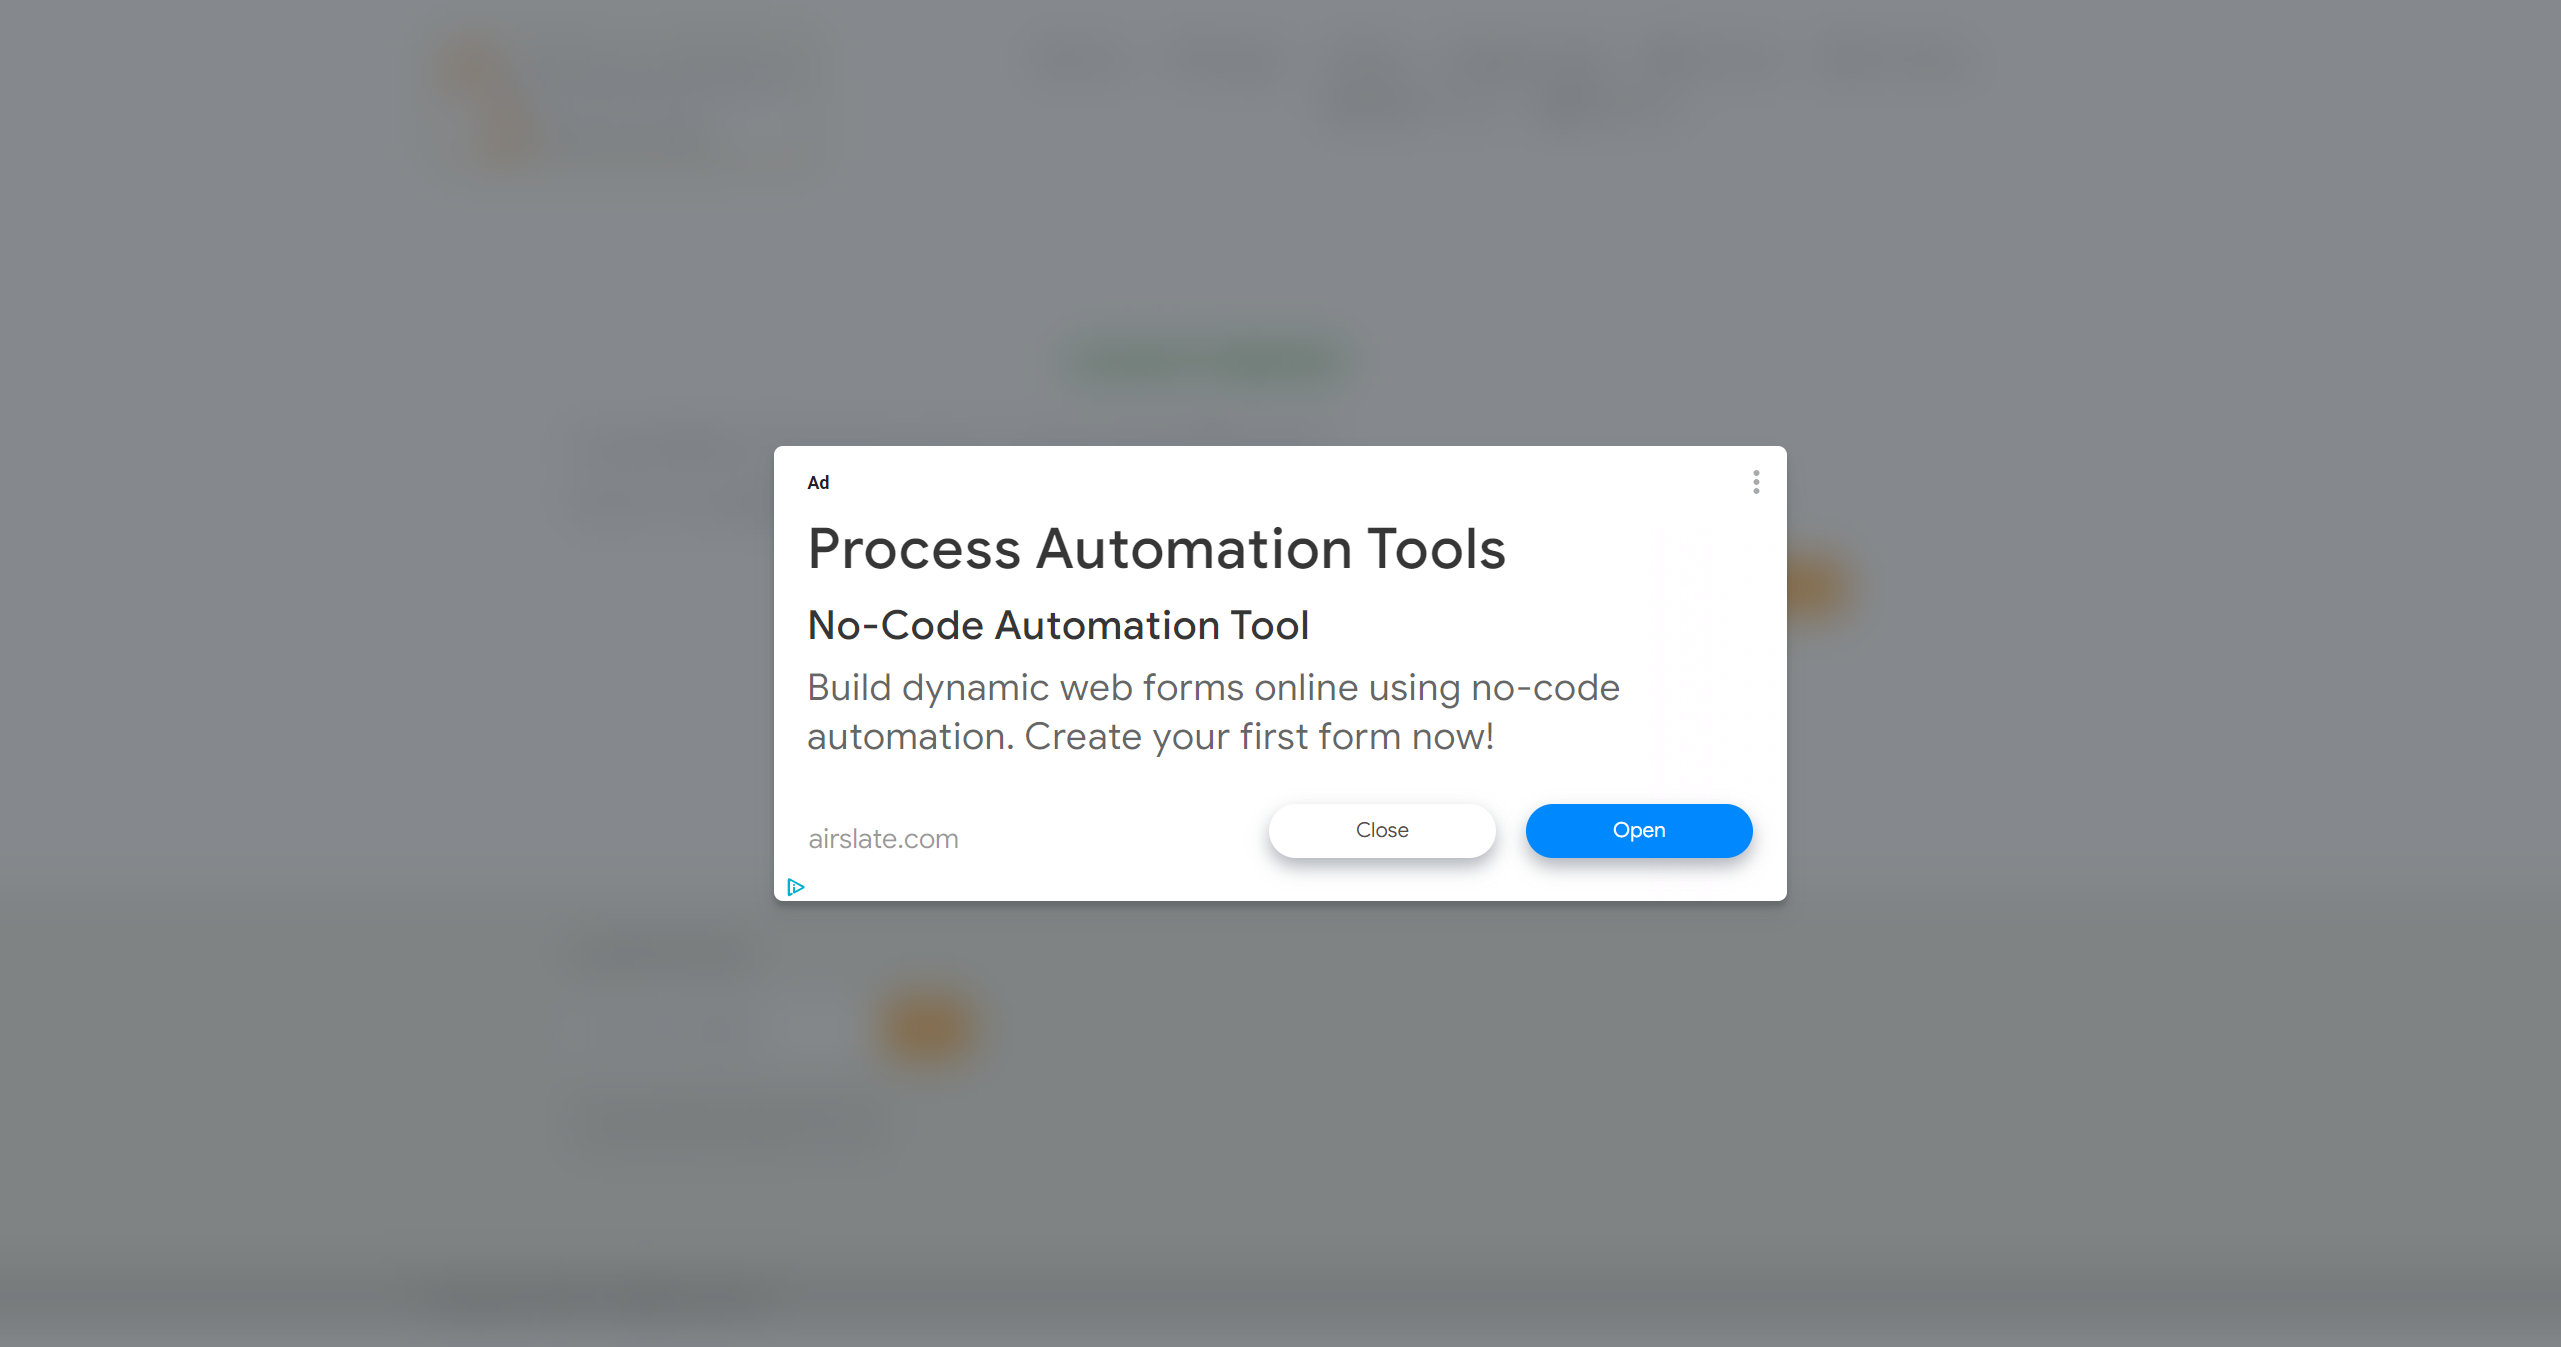 Ad
Process Automation Tools
No-Code Automation Tool
Build dynamic web forms online using no-code
automation. Create your first form now!
airslate.com
Close
Open